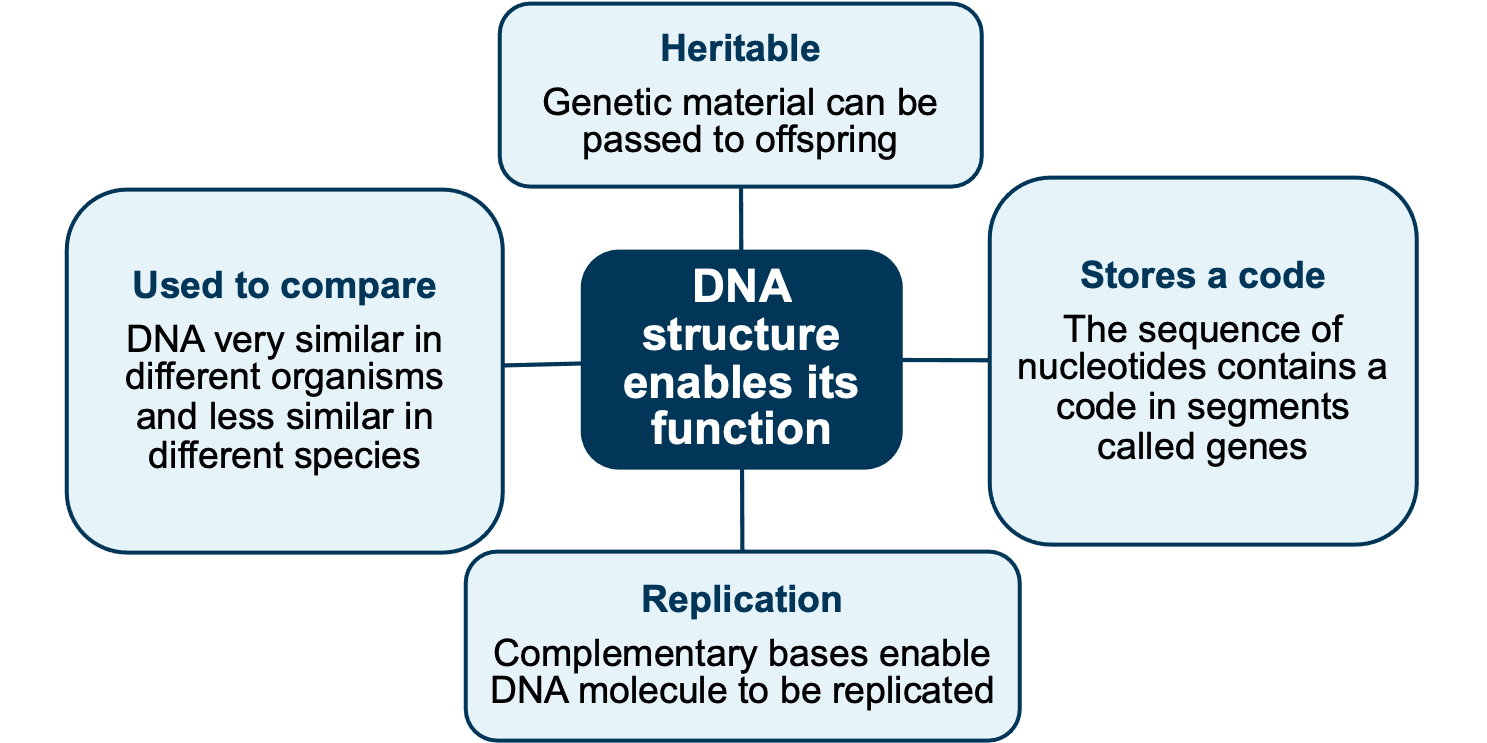 Heritable
Genetic material can be
passed to offspring
Used to compare
DNA very similar in
different organisms
and less similar in
different species
DNA
structure
enables its
function
Stores a code
The sequence of
nucleotides contains a
code in segments
called genes
Replication
Complementary bases enable
DNA molecule to be replicated